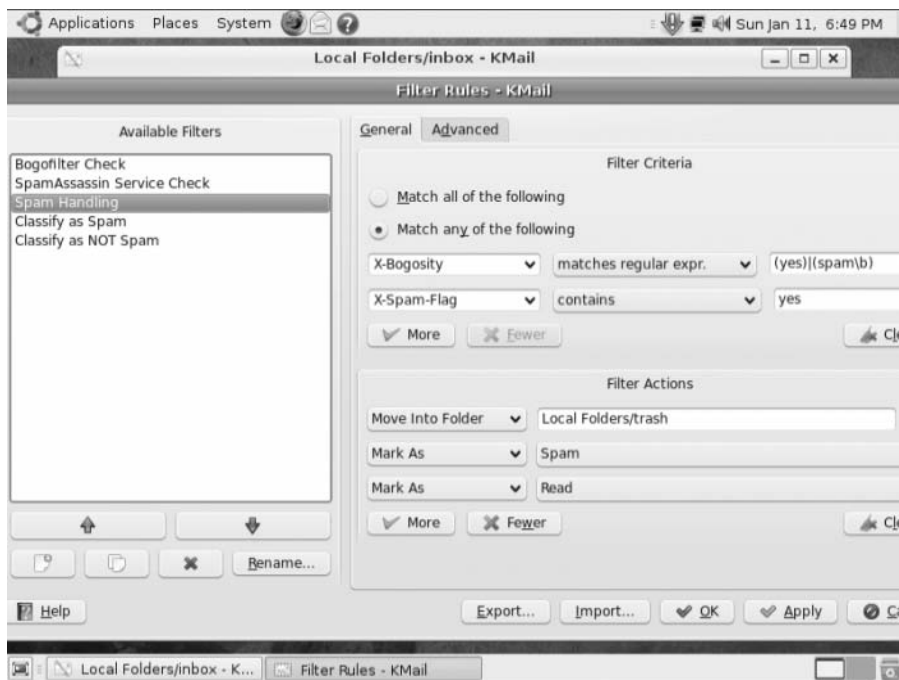 Applications Places System Sun Jan 11, 6:49 PM
Local Folders/inbox - KMail
Filter Rules - KMail
Available Filters
Bogofilter Check
SpamAssassin Service Check
Spam Handling
Classify as Spam
Classify as NOT Spam
Rename...
General Advanced
Filter Criteria
Match all of the following
Match any of the following
X-Bogosity matches regular expr. (yes)|(spam\b)
X-Spam-Flag contains yes
More Fewer Cle
Filter Actions
Move Into Folder Local Folders/trash
Mark As Spam
Mark As Read
More Fewer Cle
Help Export... Import... OK Apply Ca
Local Folders/inbox - K... Filter Rules - KMail